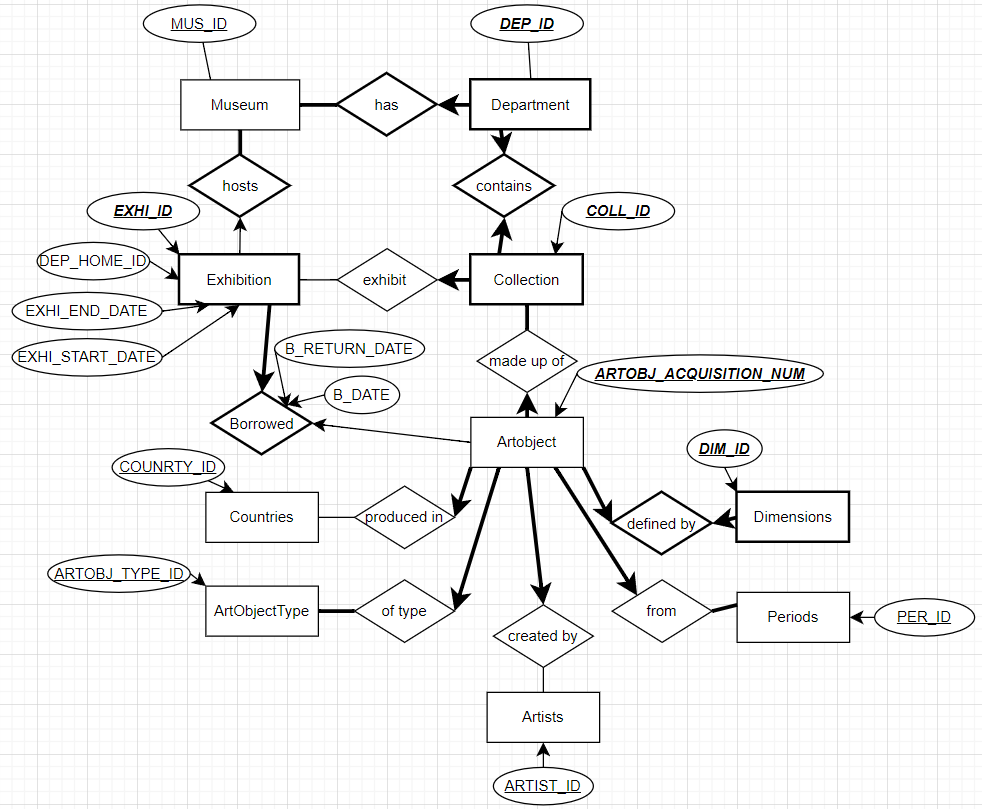 MUS_ID
DEP_ID
Museum
has
Department
hosts
contains
EXHI_ID
COLL_ID
DEP_HOME_ID
Exhibition
exhibit
Collection
EXHI_END_DATE
EXHI_START_DATE
B_RETURN_DATE
made up of
ARTOBJ_ACQUISITION_NUM
B_DATE
Borrowed
Artobject
DIM_ID
COUNRTY_ID
Countries
produced in
defined by
Dimensions
ARTOBJ_TYPE_ID
ArtObjectType
of type
from
Periods
PER_ID
created by
Artists
ARTIST_ID